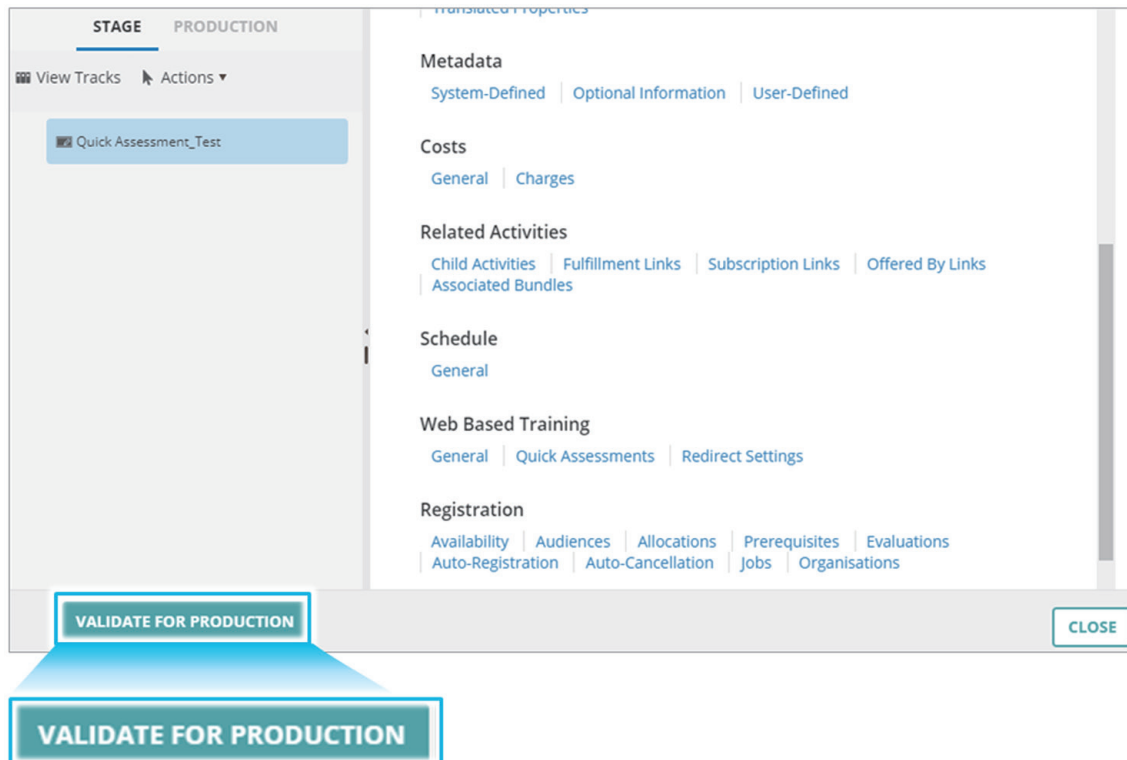 STAGE PRODUCTION
View Tracks Actions
Quick Assessment_Test
Translated Properties
Metadata
System-Defined Optional Information User-Defined
Costs
General Charges
Related Activities
Child Activities Fulfillment Links Subscription Links Offered By Links
Associated Bundles
Schedule
General
Web Based Training
General Quick Assessments Redirect Settings
Registration
Availability Audiences Allocations Prerequisites Evaluations
Auto-Registration Auto-Cancellation Jobs Organisations
VALIDATE FOR PRODUCTION
CLOSE
VALIDATE FOR PRODUCTION